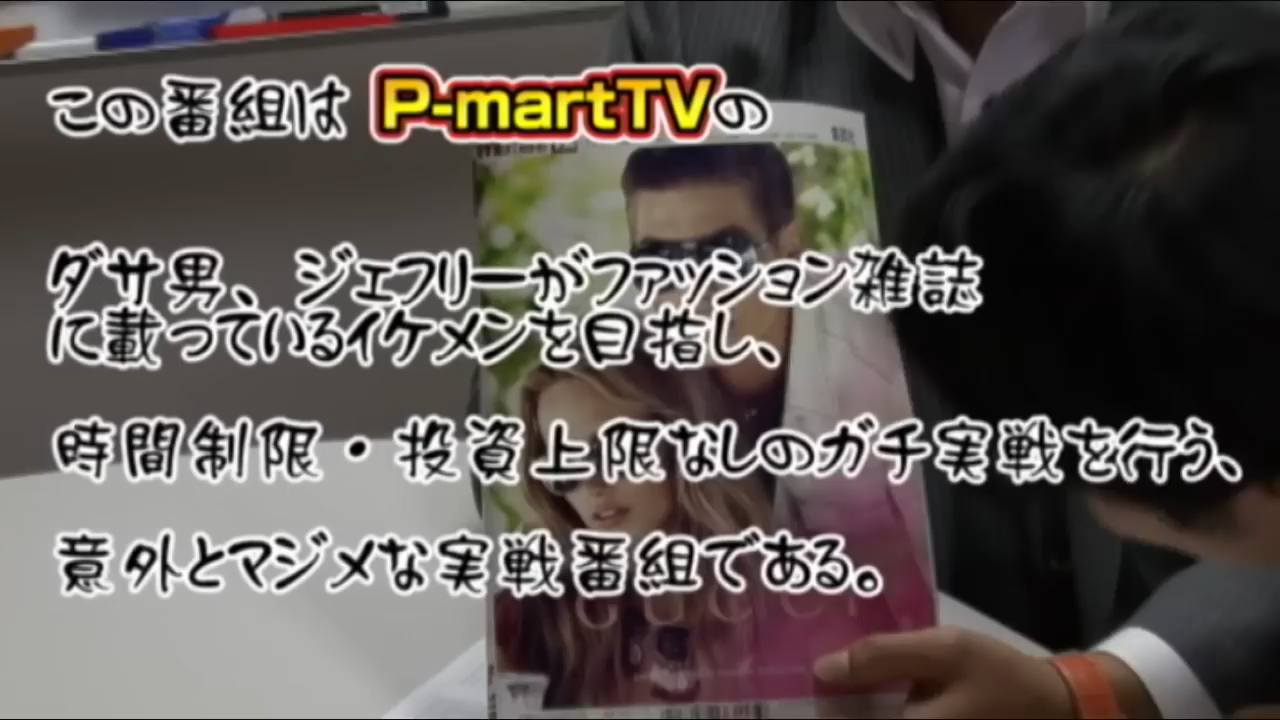 この番組は P-martTVの
ダサ男、ジェフリーがファッション雑誌
に載っているイケメンを目指し、
時間制限・投資上限なしのガチ実戦を行う、
意外とマジメな実戦番組である。
GUCCI